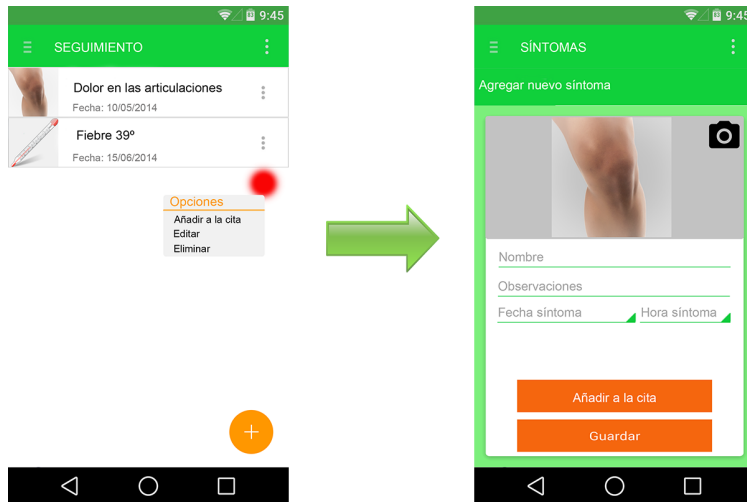 9:45
SEGUIMIENTO
Dolor en las articulaciones
Fecha: 10/05/2014
Fiebre 39º
Fecha: 15/06/2014
Opciones
Añadir a la cita
Editar
Eliminar
9:45
SÍNTOMAS
Agregar nuevo síntoma
Nombre
Observaciones
Fecha síntoma Hora síntoma
Añadir a la cita
Guardar